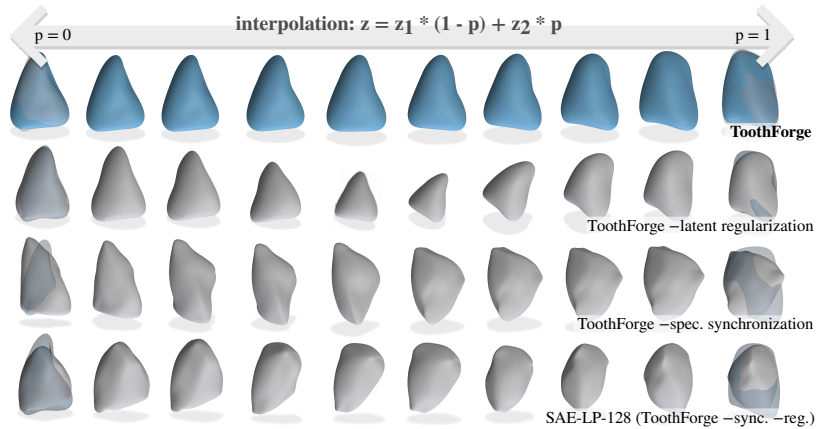 interpolation: z = z1 * (1 - p) + z2 * p
p = 0
p = 1
ToothForge
ToothForge −latent regularization
ToothForge −spec. synchronization
SAE-LP-128 (ToothForge −sync. −reg.)